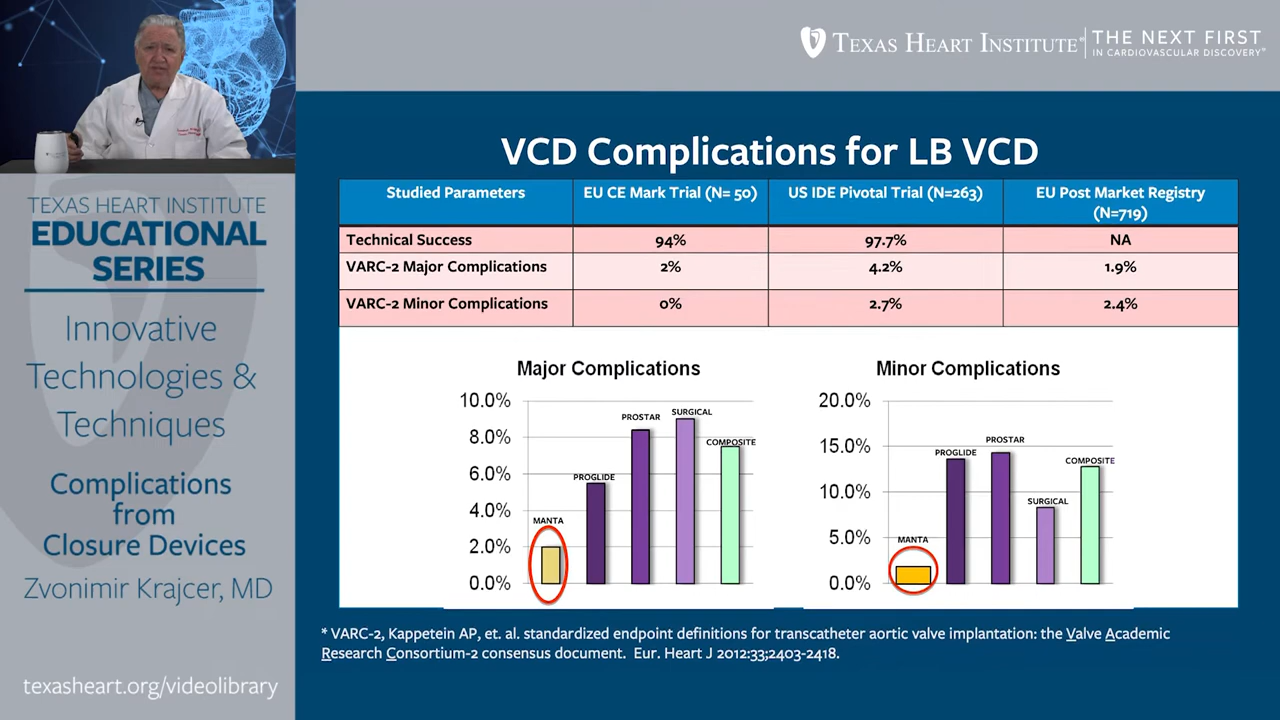 TEXAS HEART INSTITUTE®
THE NEXT FIRST
IN CARDIOVASCULAR DISCOVERY®
TEXAS HEART INSTITUTE
EDUCATIONAL
SERIES
Innovative
Technologies &
Techniques
Complications
from
Closure Devices
Zvonimir Krajcer, MD
texasheart.org/videolibrary
VCD Complications for LB VCD
Studied Parameters EU CE Mark Trial (N= 50) US IDE Pivotal Trial (N=263) EU Post Market Registry
(N=719)
Technical Success 94% 97.7% NA
VARC-2 Major Complications 2% 4.2% 1.9%
VARC-2 Minor Complications 0% 2.7% 2.4%
Major Complications
10.0%
8.0%
6.0%
4.0%
2.0%
0.0%
MANTA
PROGLIDE
PROSTAR
SURGICAL
COMPOSITE
Minor Complications
20.0%
15.0%
10.0%
5.0%
0.0%
MANTA
PROGLIDE
PROSTAR
SURGICAL
COMPOSITE
* VARC-2, Kappetein AP, et. al. standardized endpoint definitions for transcatheter aortic valve implantation: the Valve Academic
Research Consortium-2 consensus document. Eur. Heart J 2012:33;2403-2418.